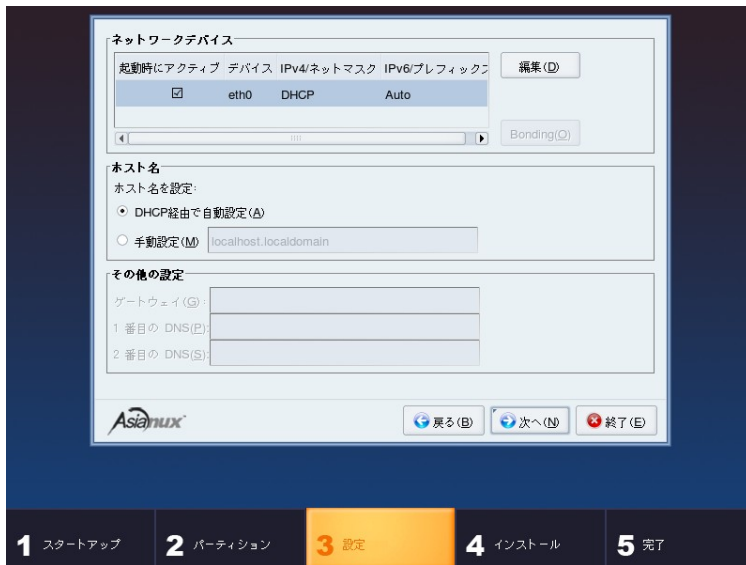 ネットワークデバイス
起動時にアクティブ デバイス IPv4/ネットマスク IPv6/プレフィックス
eth0 DHCP Auto
編集(D)
Bonding(O)
ホスト名
ホスト名を設定:
DHCP経由で自動設定(A)
手動設定(M) localhost.localdomain
その他の設定
ゲートウェイ(G):
1 番目の DNS(P):
2 番目の DNS(S):
Asianux
戻る(B) 次へ(N) 終了(E)
1 スタートアップ 2 パーティション 3 設定 4 インストール 5 完了